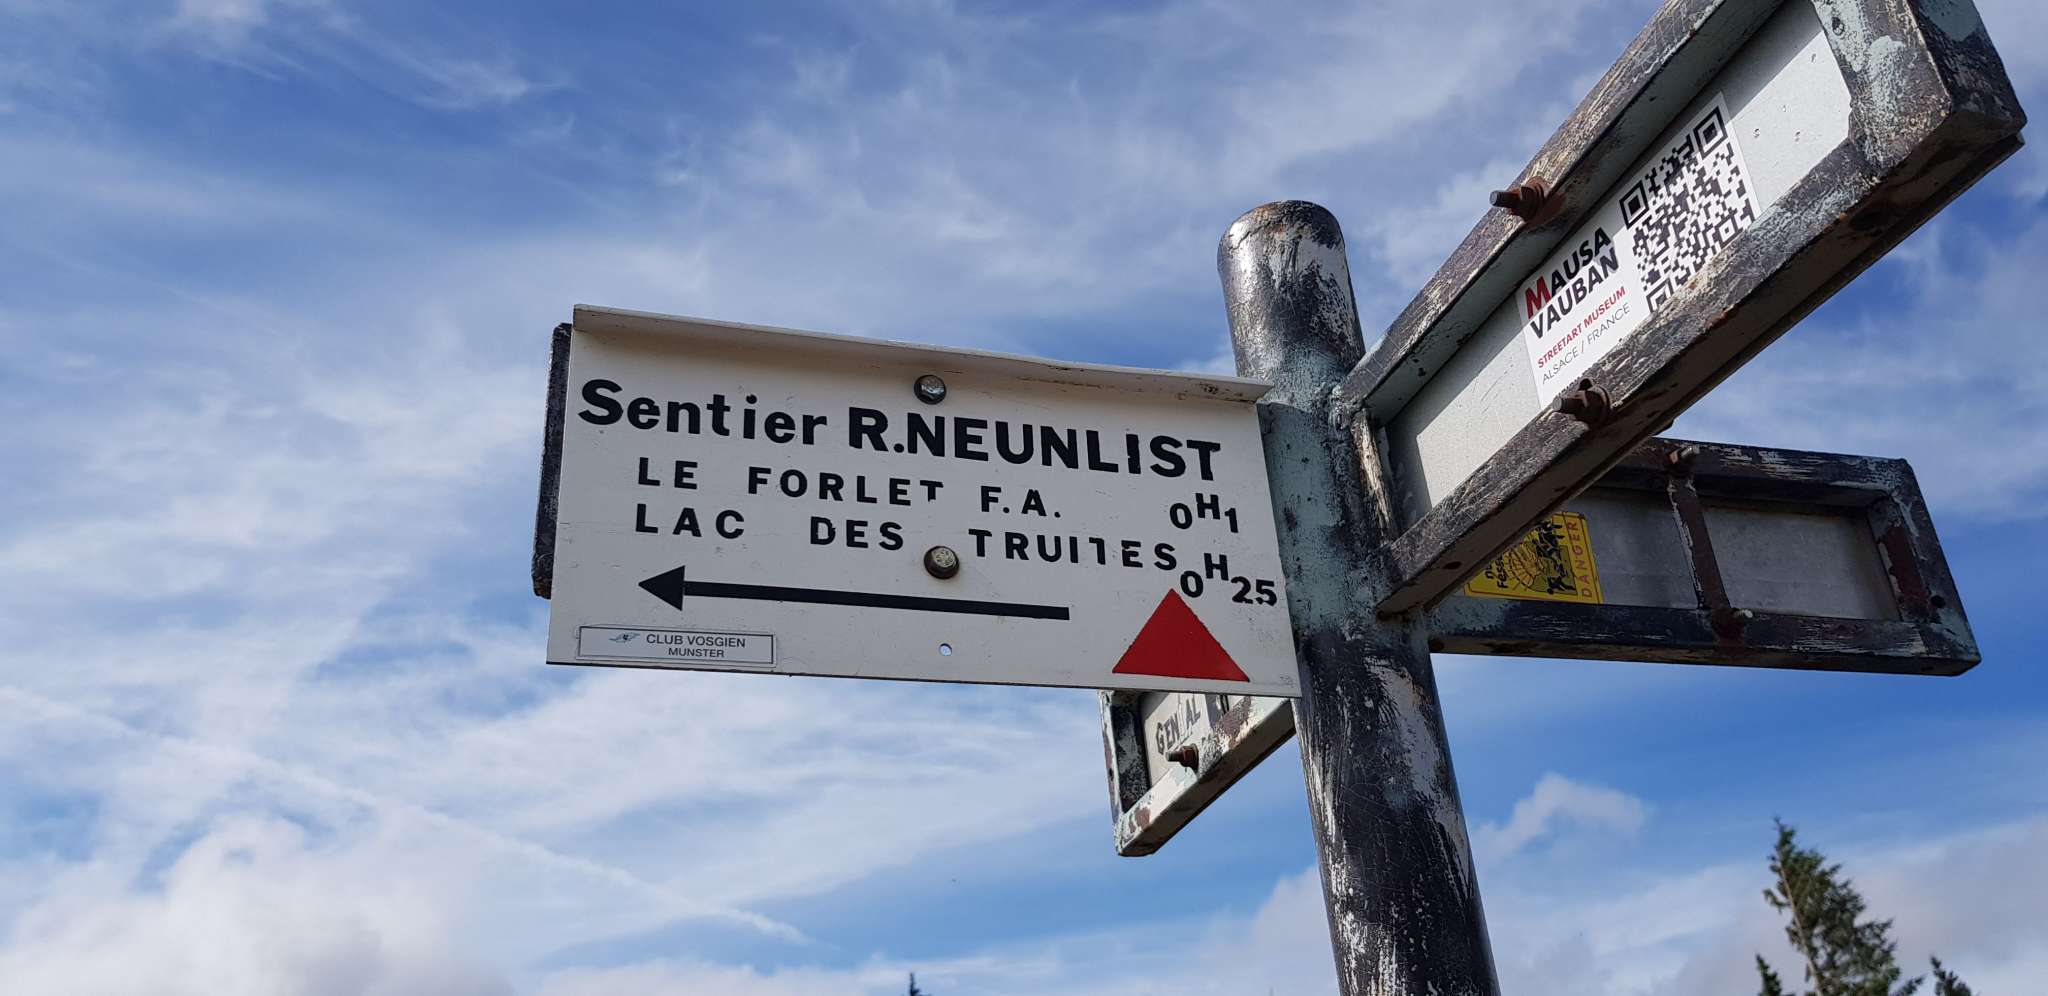 Sentier R.NEUNLIST
LE FORLET F.A. 0H1
LAC DES TRUITES 0H25
CLUB VOSGIEN
MUNSTER
MAUSA
VAUBAN
STREETART MUSEUM
ALSACE / FRANCE
DANGER